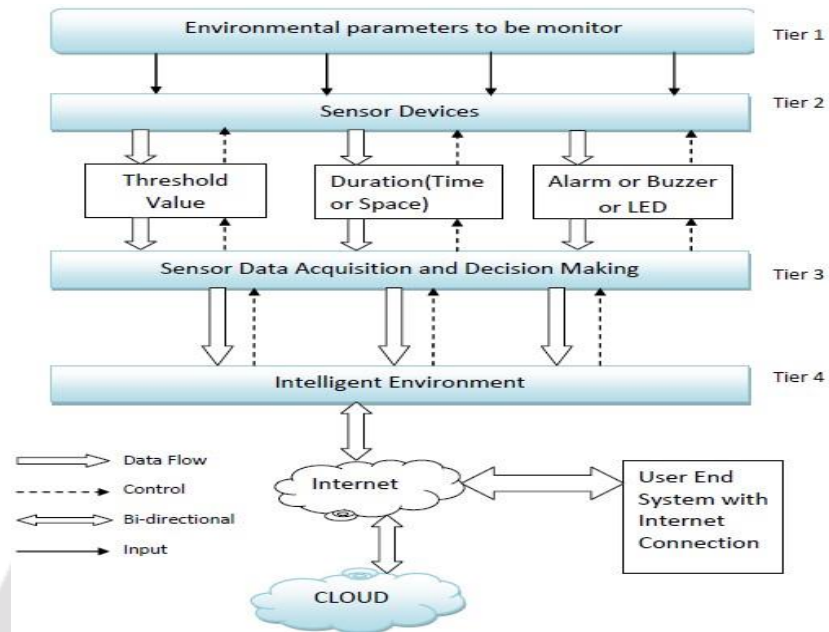 Environmental parameters to be monitor
Tier 1
Sensor Devices
Tier 2
Threshold
Value
Duration(Time
or Space)
Alarm or Buzzer
or LED
Sensor Data Acquisition and Decision Making
Tier 3
Intelligent Environment
Tier 4
Data Flow
Control
Bi-directional
Input
Internet
User End
System with
Internet
Connection
CLOUD